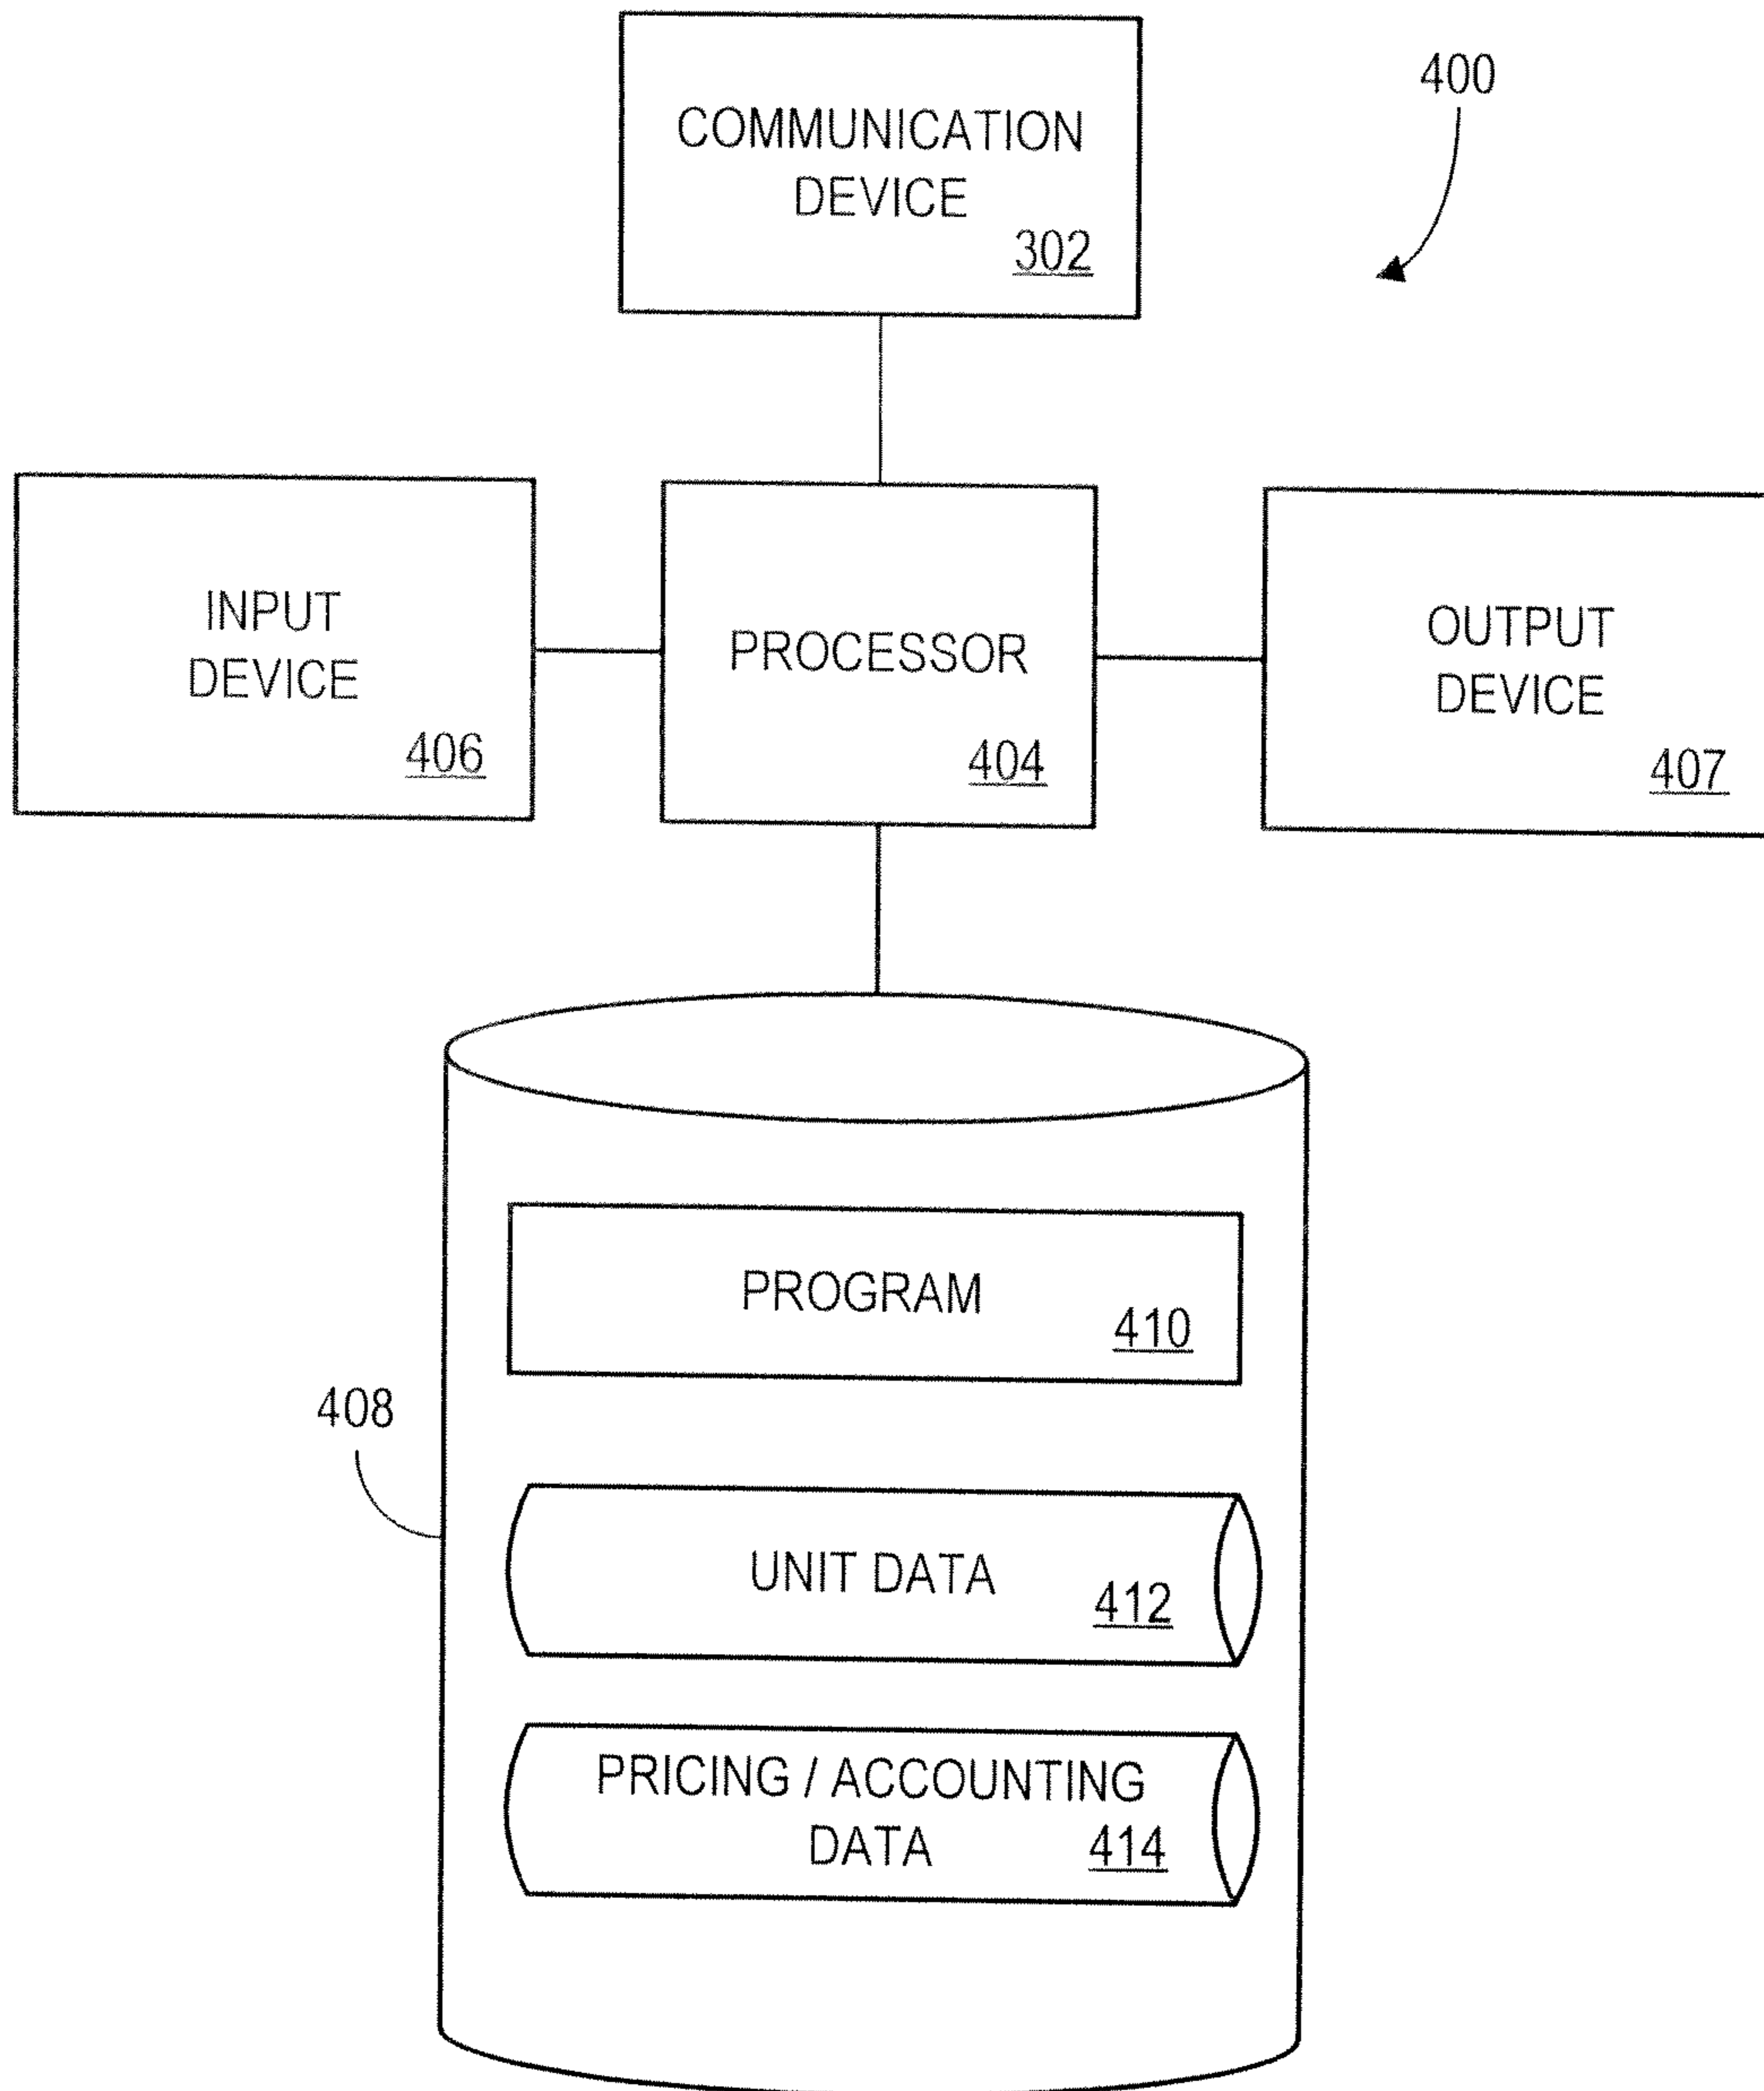 400
COMMUNICATION
DEVICE
302
INPUT
DEVICE
406
PROCESSOR
404
OUTPUT
DEVICE
407
PROGRAM
410
408
UNIT DATA
412
PRICING / ACCOUNTING
DATA
414